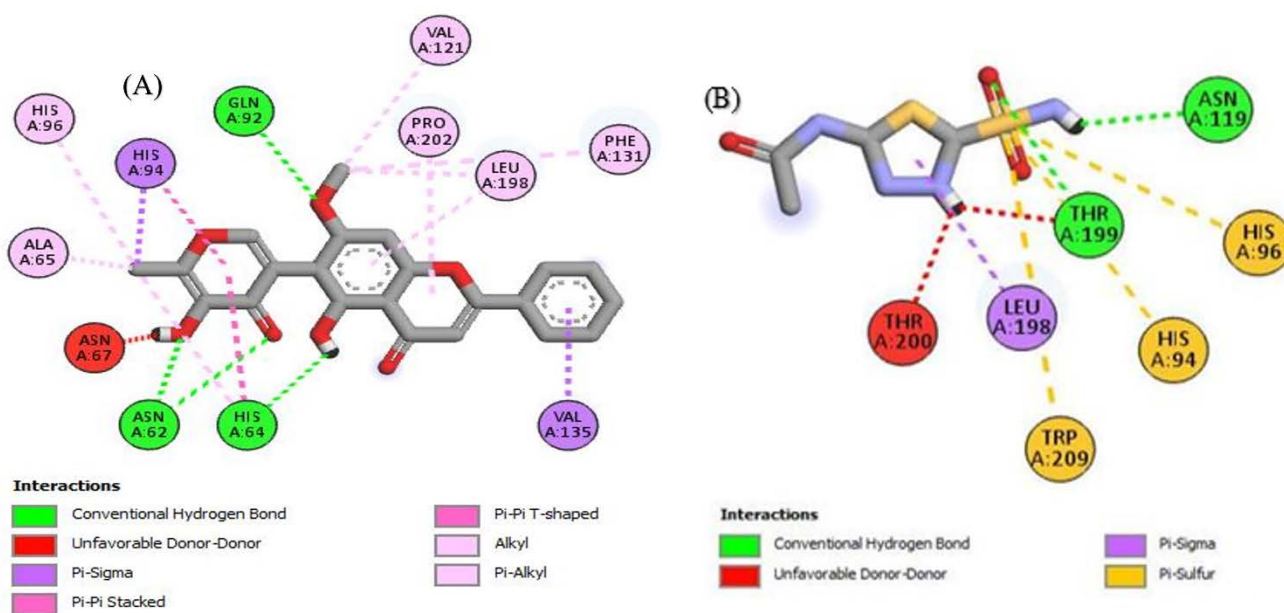 (A)
VAL
A:121
GLN
A:92
HIS
A:96
PRO
A:202
PHE
A:131
HIS
A:94
LEU
A:198
ALA
A:65
ASN
A:67
ASN
A:62
HIS
A:64
VAL
A:135
Interactions
Conventional Hydrogen Bond
Unfavorable Donor-Donor
Pi-Sigma
Pi-Pi Stacked
Pi-Pi T-shaped
Alkyl
Pi-Alkyl
(B)
ASN
A:119
THR
A:199
HIS
A:96
THR
A:200
LEU
A:198
HIS
A:94
TRP
A:209
Interactions
Conventional Hydrogen Bond
Unfavorable Donor-Donor
Pi-Sigma
Pi-Sulfur